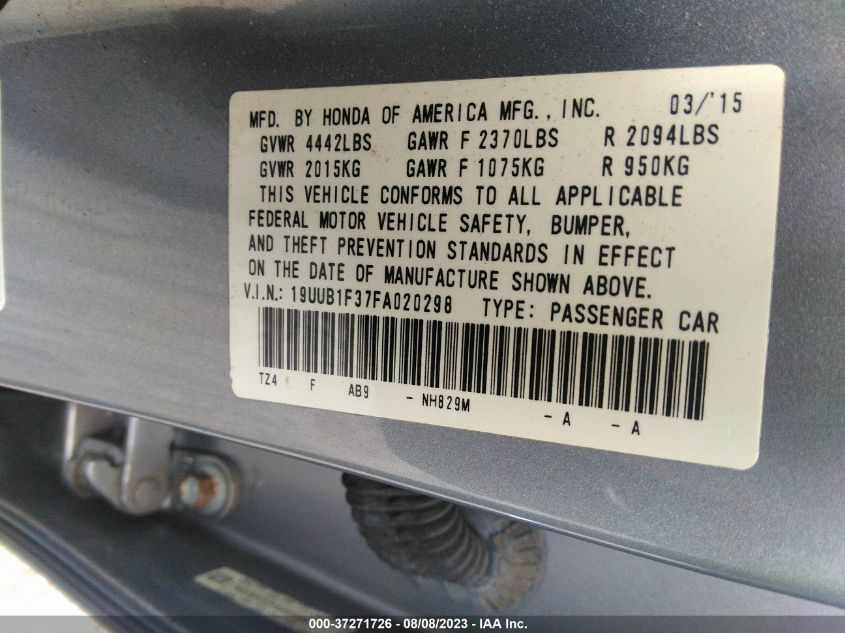 MFD. BY HONDA OF AMERICA MFG., INC. 03/'15
GVWR 4442LBS GAWR F 2370LBS R 2094LBS
GVWR 2015KG GAWR F 1075KG R 950KG
THIS VEHICLE CONFORMS TO ALL APPLICABLE
FEDERAL MOTOR VEHICLE SAFETY, BUMPER,
AND THEFT PREVENTION STANDARDS IN EFFECT
ON THE DATE OF MANUFACTURE SHOWN ABOVE.
V.I.N.: 19UUB1F37FA020298 TYPE: PASSENGER CAR
TZ4 F AB9 - NH829M - A - A
000-37271726 - 08/08/2023 - IAA Inc.